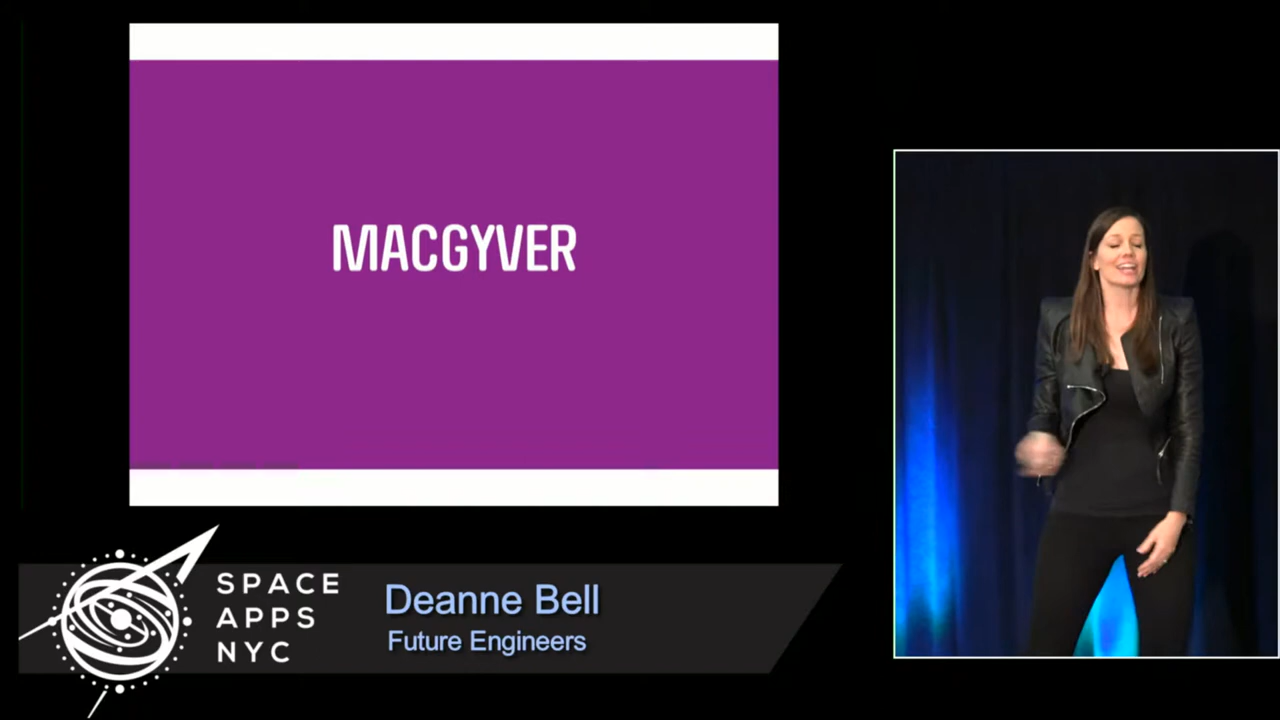 MACGYVER
SPACE
APPS
NYC
Deanne Bell
Future Engineers